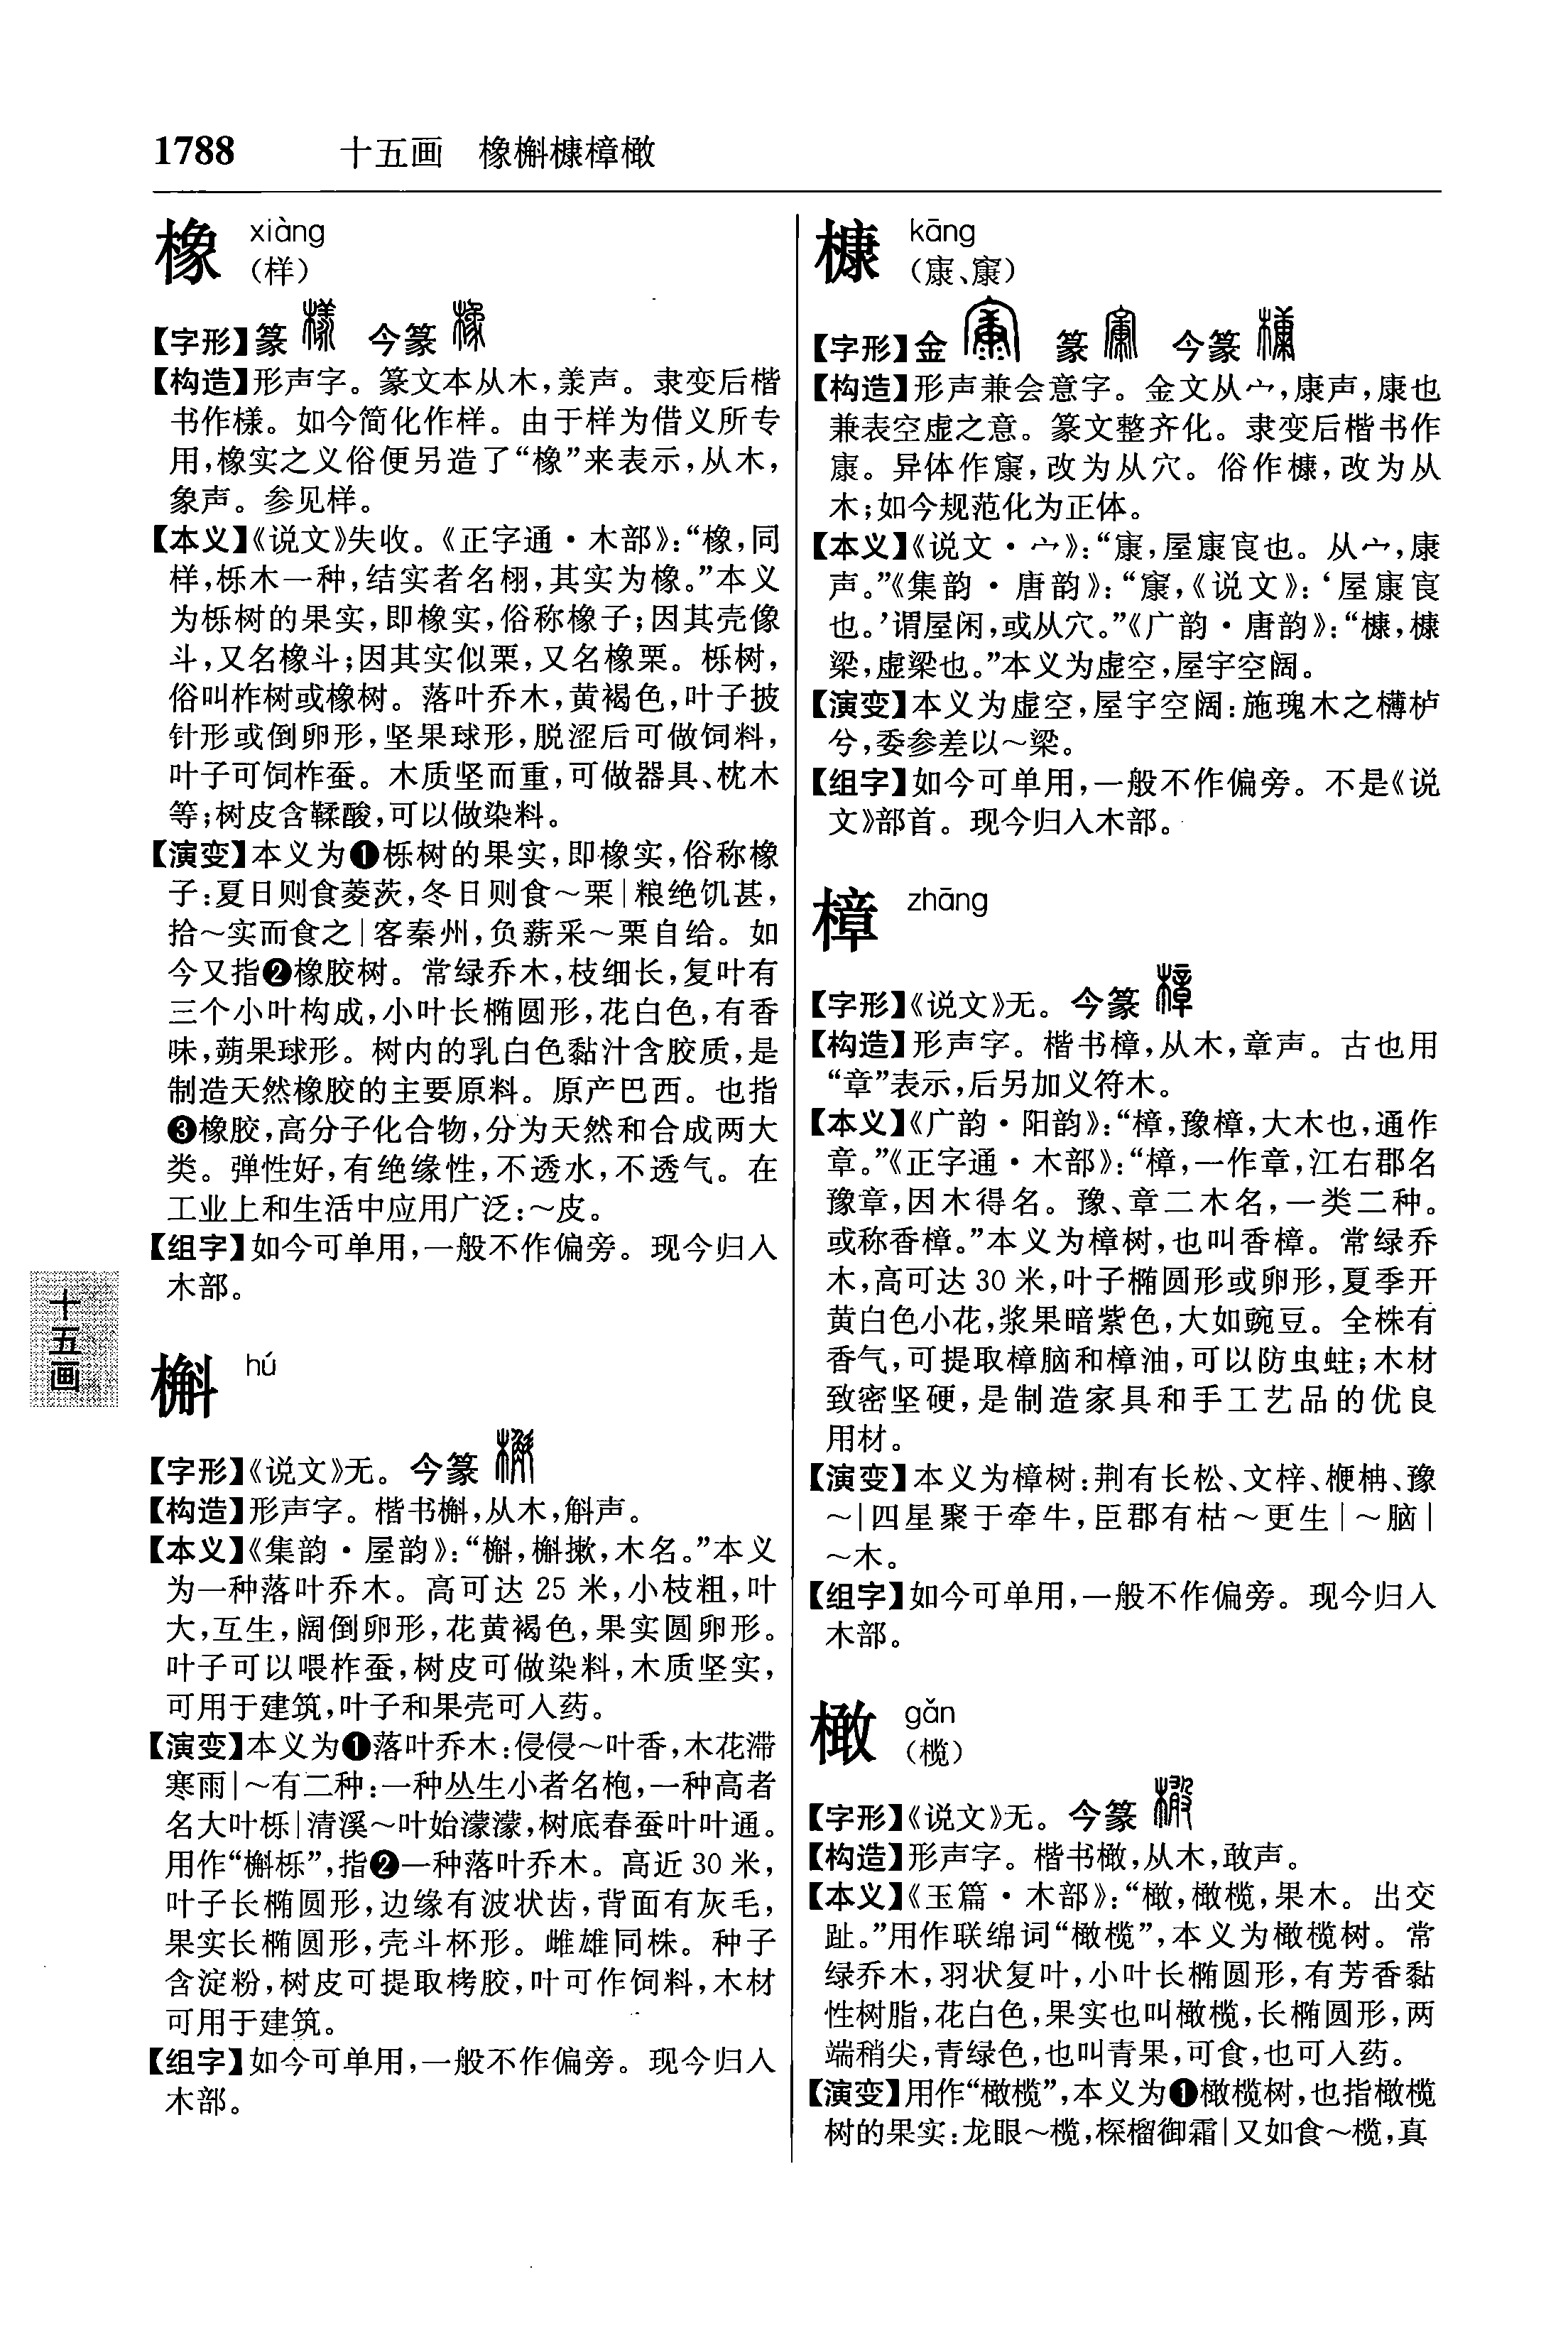 1788 十五画 橡槲槺樟橄
橡 xiàng
（样）
【字形】篆 今篆
【构造】形声字。篆文本从木，羕声。隶变后楷
书作樣。如今简化作样。由于样为借义所专
用，橡实之义俗便另造了“橡”来表示，从木，
象声。参见样。
【本义】《说文》失收。《正字通·木部》：“橡，同
样，栎木一种，结实者名栩，其实为橡。”本义
为栎树的果实，即橡实，俗称橡子；因其壳像
斗，又名橡斗；因其实似栗，又名橡栗。栎树，
俗叫柞树或橡树。落叶乔木，黄褐色，叶子披
针形或倒卵形，坚果球形，脱涩后可做饲料，
叶子可饲柞蚕。木质坚而重，可做器具、枕木
等；树皮含鞣酸，可以做染料。
【演变】本义为❶栎树的果实，即橡实，俗称橡
子：夏日则食菱茨，冬日则食～栗｜粮绝饥甚，
拾～实而食之｜客秦州，负薪采～栗自给。如
今又指❷橡胶树。常绿乔木，枝细长，复叶有
三个小叶构成，小叶长椭圆形，花白色，有香
味，蒴果球形。树内的乳白色黏汁含胶质，是
制造天然橡胶的主要原料。原产巴西。也指
❸橡胶，高分子化合物，分为天然和合成两大
类。弹性好，有绝缘性，不透水，不透气。在
工业上和生活中应用广泛：～皮。
【组字】如今可单用，一般不作偏旁。现今归入
木部。
槲 hú
【字形】《说文》无。今篆
【构造】形声字。楷书槲，从木，斛声。
【本义】《集韵·屋韵》：“槲，槲樕，木名。”本义
为一种落叶乔木。高可达 25 米，小枝粗，叶
大，互生，阔倒卵形，花黄褐色，果实圆卵形。
叶子可以喂柞蚕，树皮可做染料，木质坚实，
可用于建筑，叶子和果壳可入药。
【演变】本义为❶落叶乔木：侵侵～叶香，木花滞
寒雨｜～有二种：一种丛生小者名枹，一种高者
名大叶栎｜清溪～叶始濛濛，树底春蚕叶叶通。
用作“槲栎”，指❷一种落叶乔木。高近 30 米，
叶子长椭圆形，边缘有波状齿，背面有灰毛，
果实长椭圆形，壳斗杯形。雌雄同株。种子
含淀粉，树皮可提取栲胶，叶可作饲料，木材
可用于建筑。
【组字】如今可单用，一般不作偏旁。现今归入
木部。
十五画
槺 kāng
（㝩、𥧶）
【字形】金 篆 今篆
【构造】形声兼会意字。金文从宀，康声，康也
兼表空虚之意。篆文整齐化。隶变后楷书作
㝩。异体作𥧶，改为从穴。俗作槺，改为从
木；如今规范化为正体。
【本义】《说文·宀》：“㝩，屋㝩㝗也。从宀，康
声。”《集韵·唐韵》：“𥧶，《说文》：‘屋㝩㝗
也。’谓屋闲，或从穴。”《广韵·唐韵》：“槺，槺
梁，虚梁也。”本义为虚空，屋宇空阔。
【演变】本义为虚空，屋宇空阔：施瑰木之欂栌
兮，委参差以～梁。
【组字】如今可单用，一般不作偏旁。不是《说
文》部首。现今归入木部。
樟 zhāng
【字形】《说文》无。今篆
【构造】形声字。楷书樟，从木，章声。古也用
“章”表示，后另加义符木。
【本义】《广韵·阳韵》：“樟，豫樟，大木也，通作
章。”《正字通·木部》：“樟，一作章，江右郡名
豫章，因木得名。豫、章二木名，一类二种。
或称香樟。”本义为樟树，也叫香樟。常绿乔
木，高可达 30 米，叶子椭圆形或卵形，夏季开
黄白色小花，浆果暗紫色，大如豌豆。全株有
香气，可提取樟脑和樟油，可以防虫蛀；木材
致密坚硬，是制造家具和手工艺品的优良
用材。
【演变】本义为樟树：荆有长松、文梓、楩柟、豫
～｜四星聚于牵牛，臣郡有枯～更生｜～脑｜
～木。
【组字】如今可单用，一般不作偏旁。现今归入
木部。
橄 gǎn
（榄）
【字形】《说文》无。今篆
【构造】形声字。楷书橄，从木，敢声。
【本义】《玉篇·木部》：“橄，橄榄，果木。出交
趾。”用作联绵词“橄榄”，本义为橄榄树。常
绿乔木，羽状复叶，小叶长椭圆形，有芳香黏
性树脂，花白色，果实也叫橄榄，长椭圆形，两
端稍尖，青绿色，也叫青果，可食，也可入药。
【演变】用作“橄榄”，本义为❶橄榄树，也指橄榄
树的果实：龙眼～榄，棎榴御霜｜又如食～榄，真